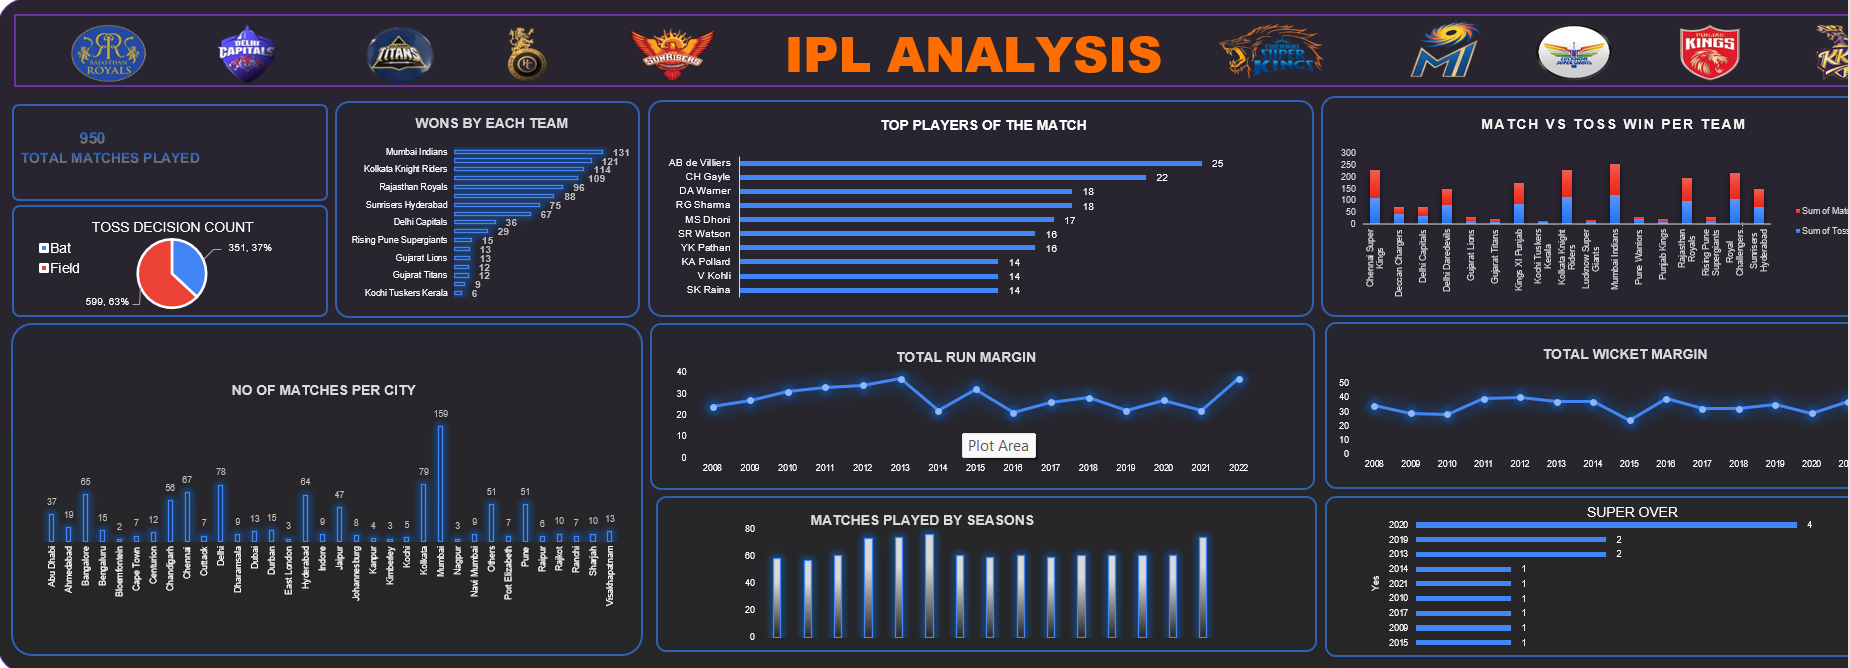 RAJASTHAN
ROYALS
DELHI
CAPITALS
TITANS
SUNRISERS
IPL ANALYSIS
CHENNAI
SUPER
KINGS
LUCKNOW
SUPER GIANTS
PUNJAB
KINGS
950
TOTAL MATCHES PLAYED
TOSS DECISION COUNT
Bat
Field
351, 37%
599, 63%
WONS BY EACH TEAM
Mumbai Indians 131
121
Kolkata Knight Riders 114
109
Rajasthan Royals 96
88
Sunrisers Hyderabad 75
67
Delhi Capitals 36
29
Rising Pune Supergiants 15
13
Gujarat Lions 13
12
Gujarat Titans 12
9
Kochi Tuskers Kerala 6
TOP PLAYERS OF THE MATCH
AB de Villiers 25
CH Gayle 22
DA Warner 18
RG Sharma 18
MS Dhoni 17
SR Watson 16
YK Pathan 16
KA Pollard 14
V Kohli 14
SK Raina 14
MATCH VS TOSS WIN PER TEAM
300
250
200
150
100
50
0
Chennai Super Kings
Deccan Chargers
Delhi Capitals
Delhi Daredevils
Gujarat Lions
Gujarat Titans
Kings XI Punjab
Kochi Tuskers Kerala
Kolkata Knight Riders
Lucknow Super Giants
Mumbai Indians
Pune Warriors
Punjab Kings
Rajasthan Royals
Rising Pune Supergiants
Royal Challengers...
Sunrisers Hyderabad
Sum of Matc
Sum of Toss
NO OF MATCHES PER CITY
37 19 65 15 2 7 12 56 67 7 78 9 13 15 3 64 9 47 8 4 3 5 79 159 3 9 51 7 51 6 10 7 10 13
Abu Dhabi
Ahmedabad
Bangalore
Bengaluru
Bloemfontein
Cape Town
Centurion
Chandigarh
Chennai
Cuttack
Delhi
Dharamsala
Dubai
Durban
East London
Hyderabad
Indore
Jaipur
Johannesburg
Kanpur
Kimberley
Kochi
Kolkata
Mumbai
Nagpur
Navi Mumbai
Others
Port Elizabeth
Pune
Raipur
Rajkot
Ranchi
Sharjah
Visakhapatnam
TOTAL RUN MARGIN
40
30
20
10
0
Plot Area
2008 2009 2010 2011 2012 2013 2014 2015 2016 2017 2018 2019 2020 2021 2022
TOTAL WICKET MARGIN
50
40
30
20
10
0
2008 2009 2010 2011 2012 2013 2014 2015 2016 2017 2018 2019 2020 20
MATCHES PLAYED BY SEASONS
80
60
40
20
0
SUPER OVER
Yes
2020 4
2019 2
2013 2
2014 1
2021 1
2010 1
2017 1
2009 1
2015 1